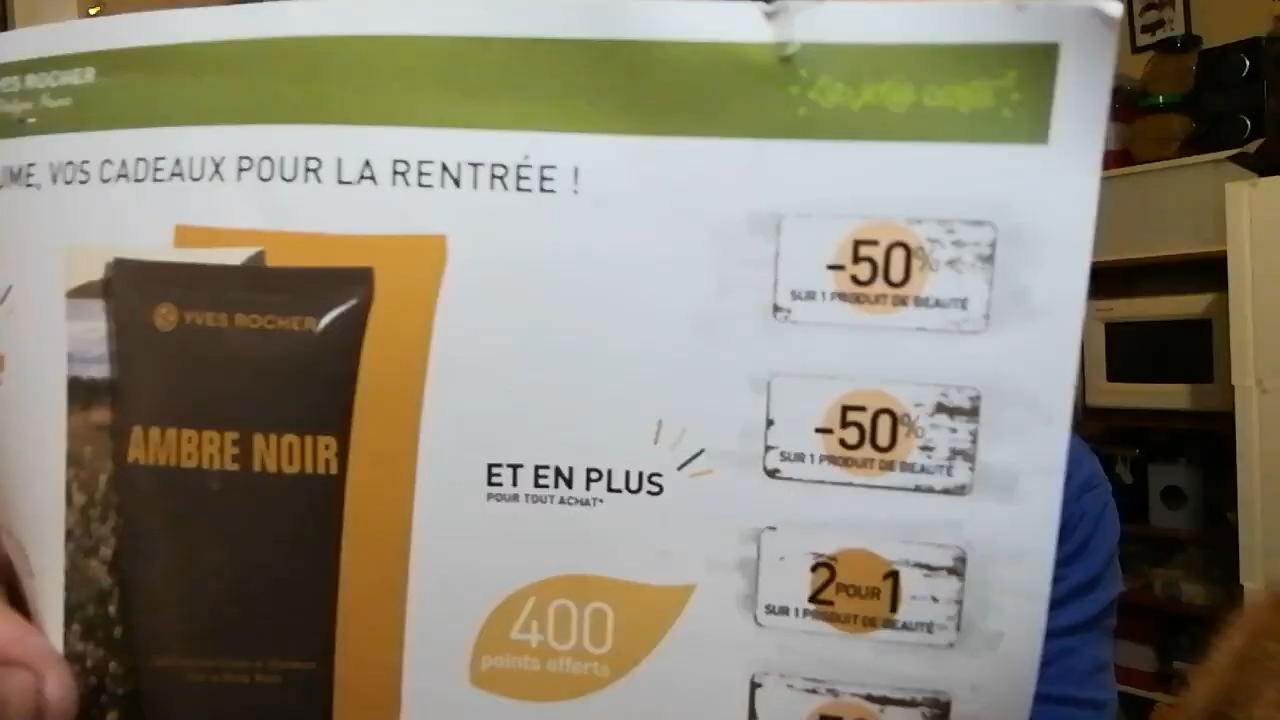 YVES ROCHER
UME, VOS CADEAUX POUR LA RENTRÉE !
YVES ROCHER
AMBRE NOIR
ET EN PLUS
POUR TOUT ACHAT*
400
points offerts
-50%
SUR 1 PRODUIT DE BEAUTÉ
-50%
SUR 1 PRODUIT DE BEAUTÉ
2 POUR 1
SUR 1 PRODUIT DE BEAUTÉ